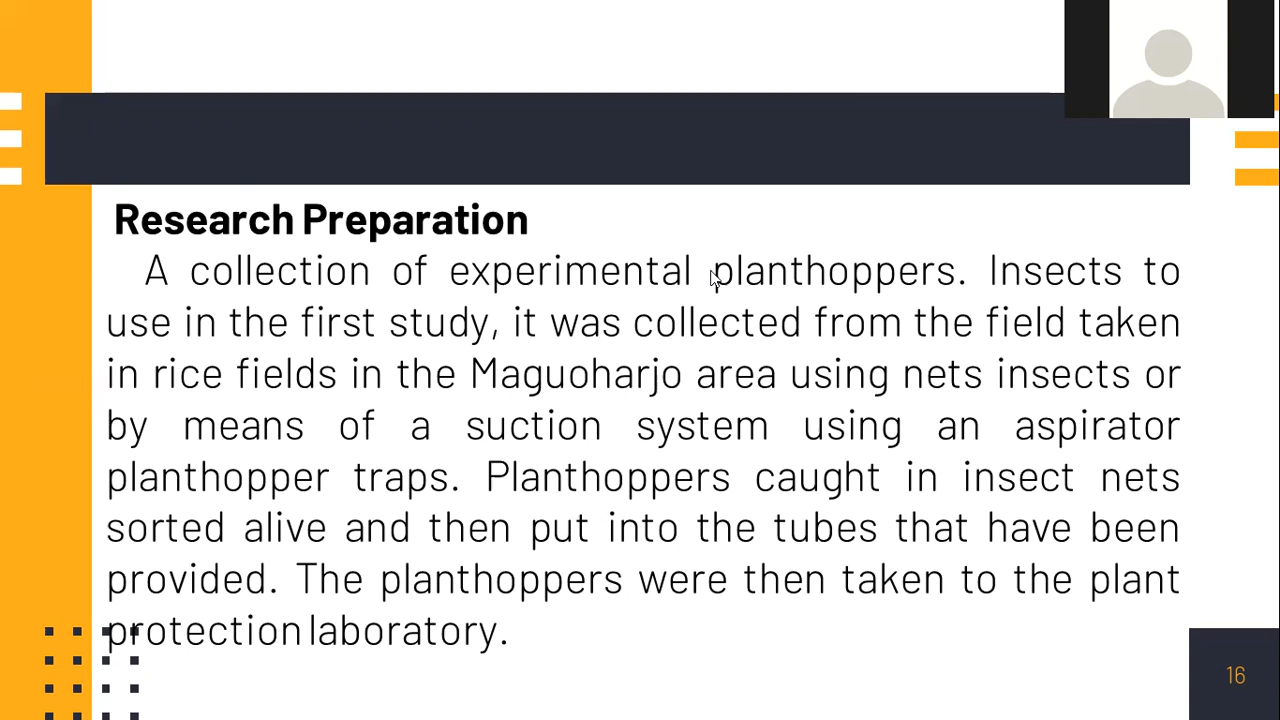 Research Preparation
A collection of experimental planthoppers. Insects to
use in the first study, it was collected from the field taken
in rice fields in the Maguoharjo area using nets insects or
by means of a suction system using an aspirator
planthopper traps. Planthoppers caught in insect nets
sorted alive and then put into the tubes that have been
provided. The planthoppers were then taken to the plant
protection laboratory.
16